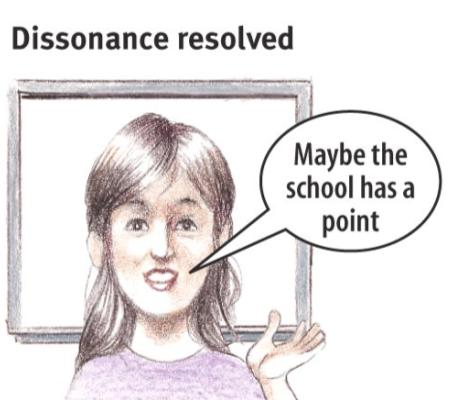 Dissonance resolved
Maybe the
school has a
point